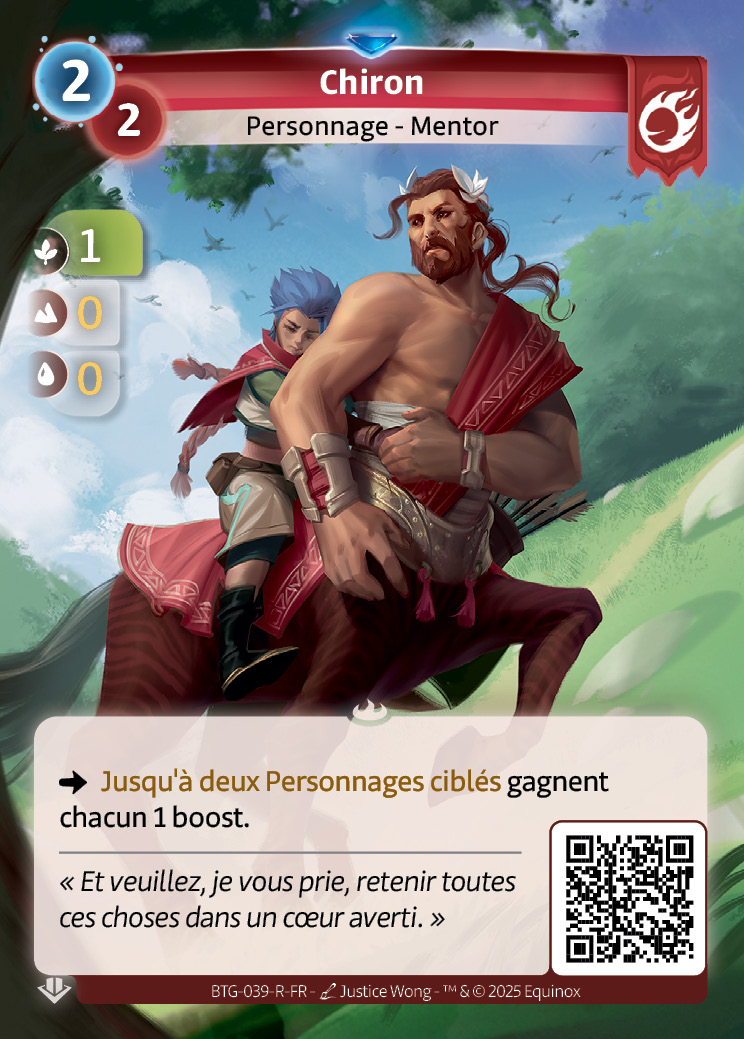 2
Chiron
2
Personnage - Mentor
1
0
0
Jusqu'à deux Personnages ciblés gagnent
chacun 1 boost.
« Et veuillez, je vous prie, retenir toutes
ces choses dans un cœur averti. »
BTG-039-R-FR - Justice Wong - ™ & © 2025 Equinox